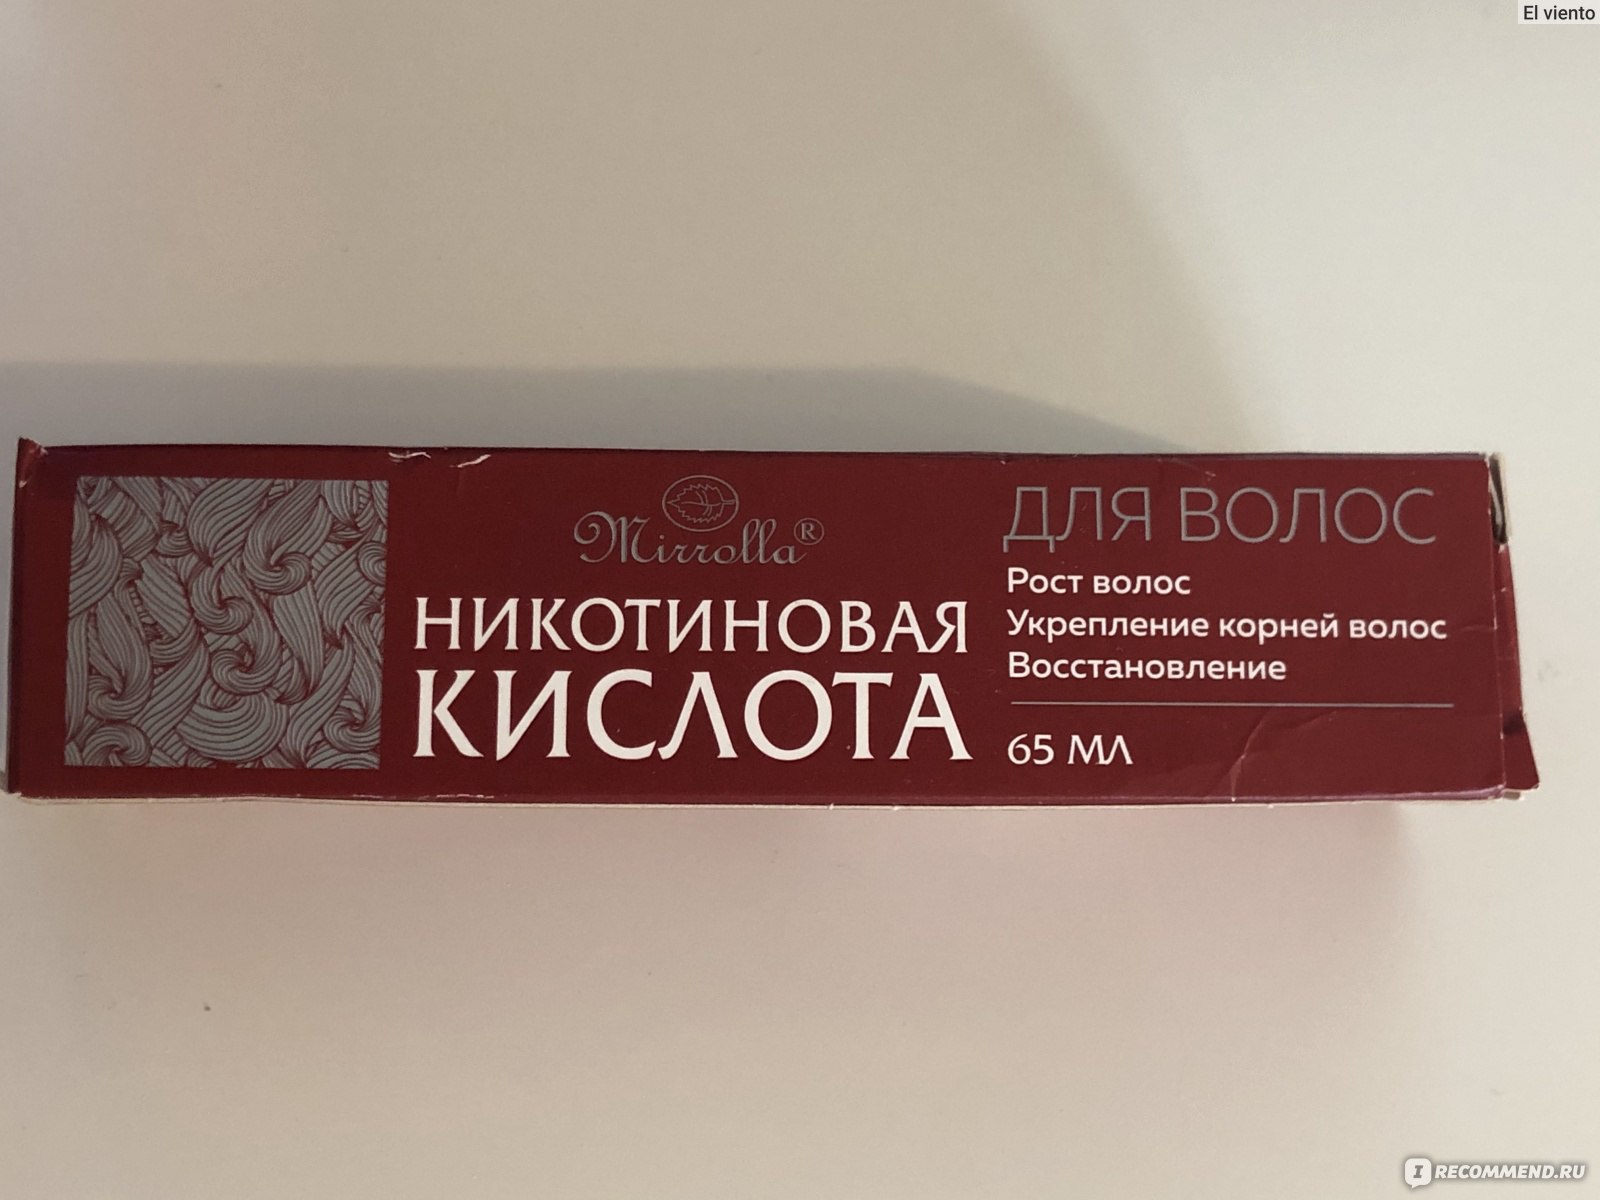 El viento
Mirrolla®
НИКОТИНОВАЯ
КИСЛОТА
ДЛЯ ВОЛОС
Рост волос
Укрепление корней волос
Восстановление
65 МЛ
IRECOMMEND.RU